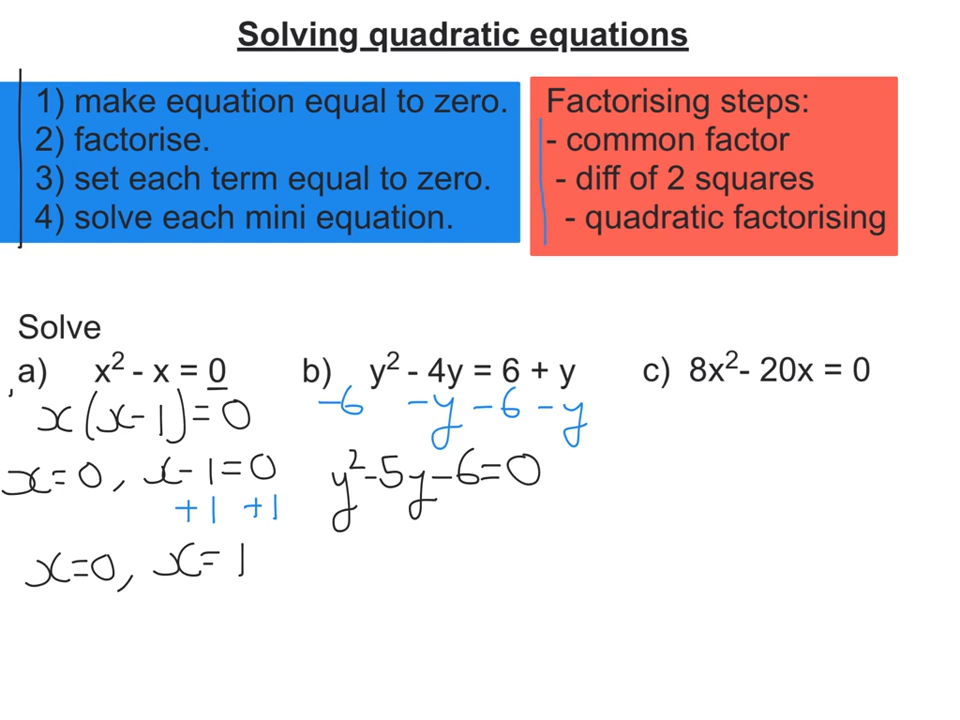 Solving quadratic equations
1) make equation equal to zero.
2) factorise.
3) set each term equal to zero.
4) solve each mini equation.
Factorising steps:
- common factor
- diff of 2 squares
- quadratic factorising
Solve
a) x² - x = 0
x(x-1)=0
x=0, x-1=0
+1 +1
x=0, x=1
b) y² - 4y = 6 + y
-6 -y -6 -y
y²-5y-6=0
c) 8x²- 20x = 0